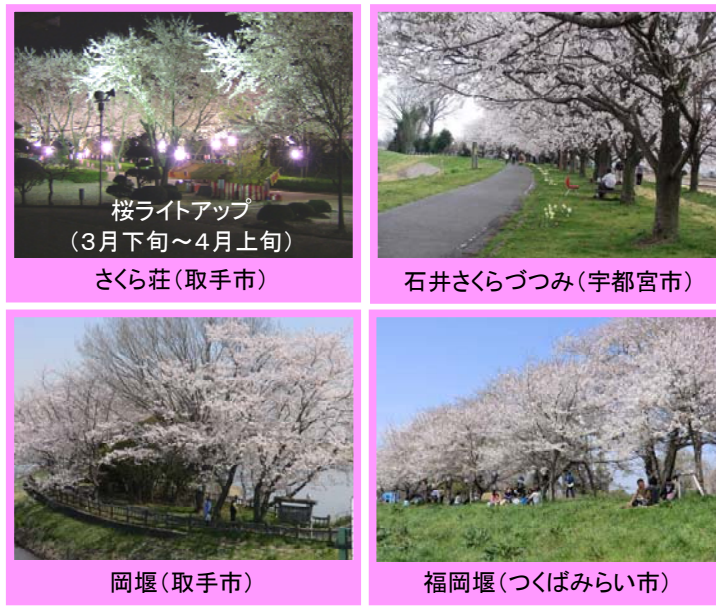 桜ライトアップ
（３月下旬～４月上旬）
さくら荘（取手市）
石井さくらづつみ（宇都宮市）
岡堰（取手市）
福岡堰（つくばみらい市）